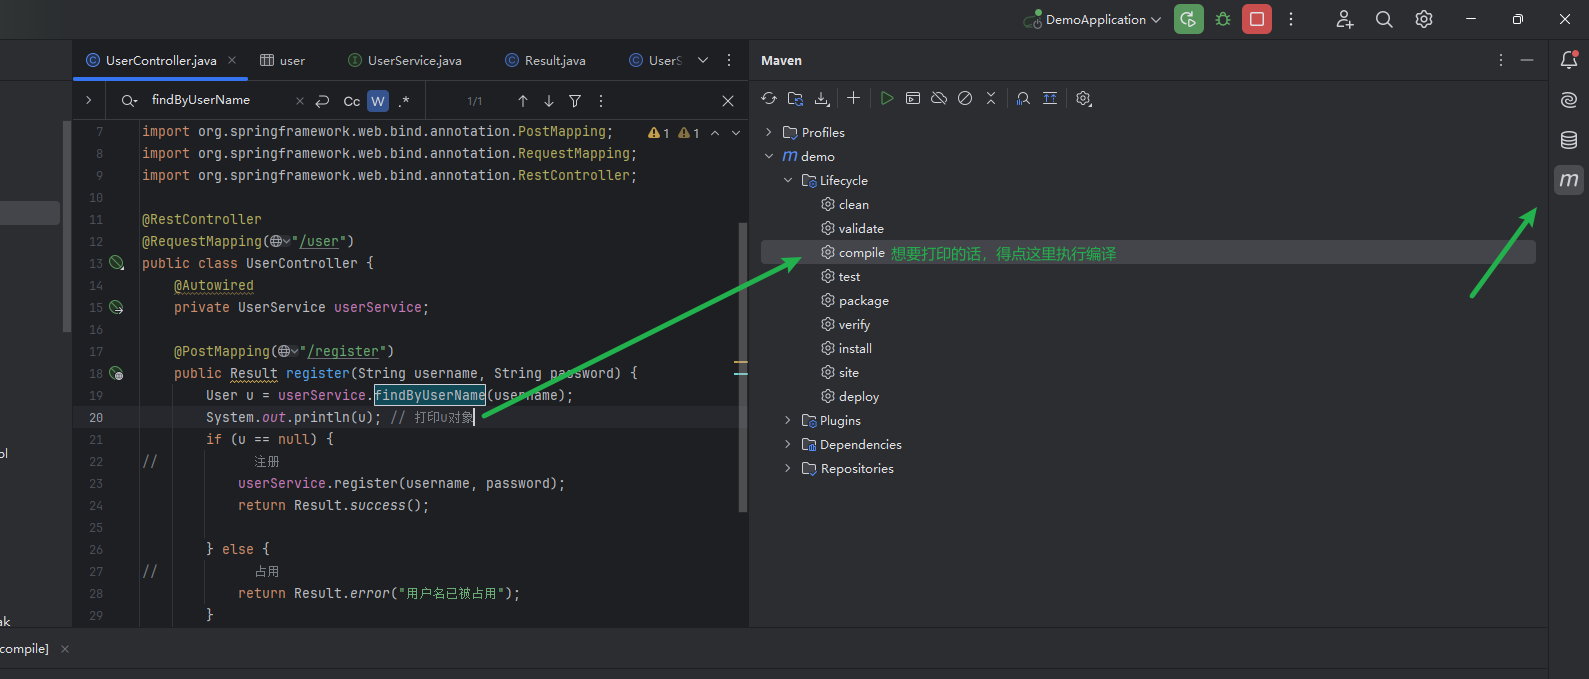 DemoApplication
UserController.java
user
UserService.java
Result.java
UserS
Maven
findByUserName
Cc
W
.*
1/1
7 import org.springframework.web.bind.annotation.PostMapping;
1 1
8 import org.springframework.web.bind.annotation.RequestMapping;
9 import org.springframework.web.bind.annotation.RestController;
10
11 @RestController
12 @RequestMapping("/user")
13 public class UserController {
14 @Autowired
15 private UserService userService;
16
17 @PostMapping("/register")
18 public Result register(String username, String password) {
19 User u = userService.findByUserName(username);
20 System.out.println(u); // 打印u对象
21 if (u == null) {
22 // 注册
23 userService.register(username, password);
24 return Result.success();
25
26 } else {
27 // 占用
28 return Result.error("用户名已被占用");
29 }
Profiles
m demo
Lifecycle
clean
validate
compile 想要打印的话，得点这里执行编译
test
package
verify
install
site
deploy
Plugins
Dependencies
Repositories
m
ol
ak
compile]